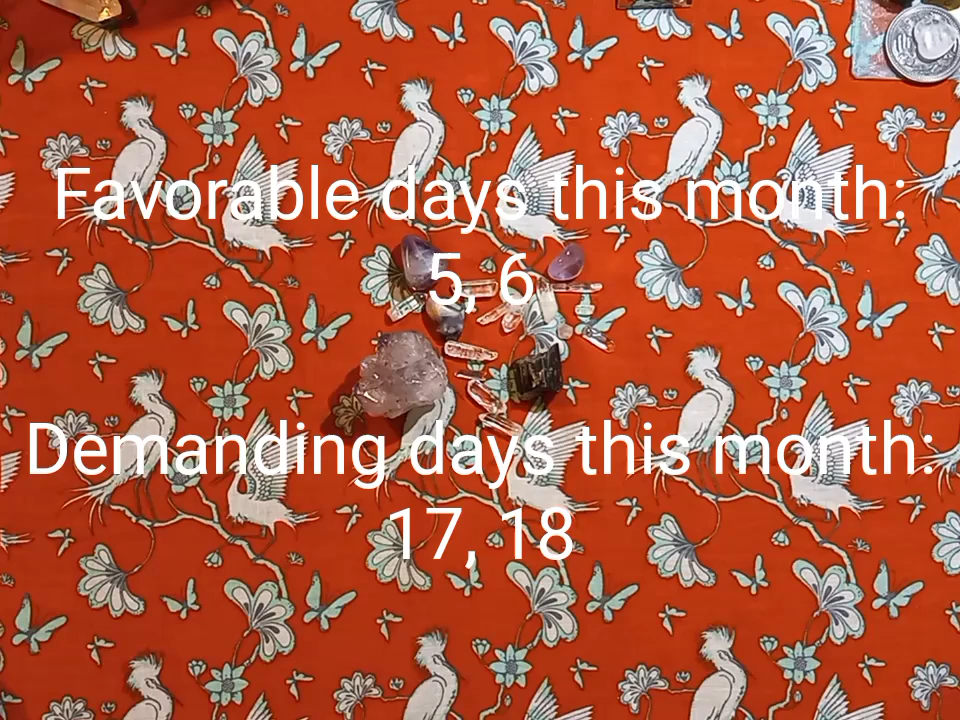 Favorable days this month:
5, 6
Demanding days this month:
17, 18